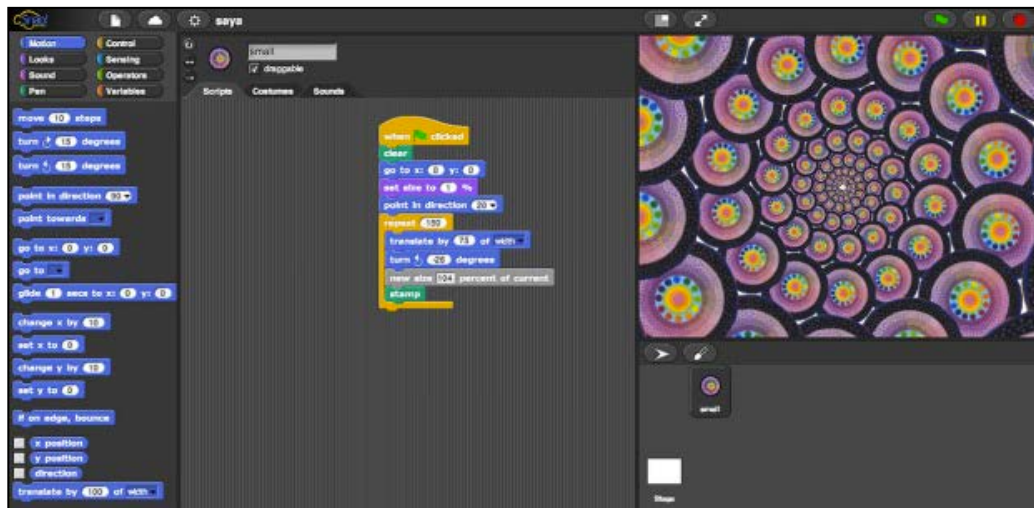 Snap!
saya
Motion
Control
Looks
Sensing
Sound
Operators
Pen
Variables
small
draggable
Scripts
Costumes
Sounds
move 10 steps
turn 15 degrees
turn 15 degrees
point in direction 90
point towards
go to x: 0 y: 0
go to
glide 1 secs to x: 0 y: 0
change x by 10
set x to 0
change y by 10
set y to 0
if on edge, bounce
x position
y position
direction
translate by 100 of width
when clicked
clear
go to x: 0 y: 0
set size to 1 %
point in direction 20
repeat 150
translate by 73 of width
turn -26 degrees
new size 104 percent of current
stamp
small
Stage